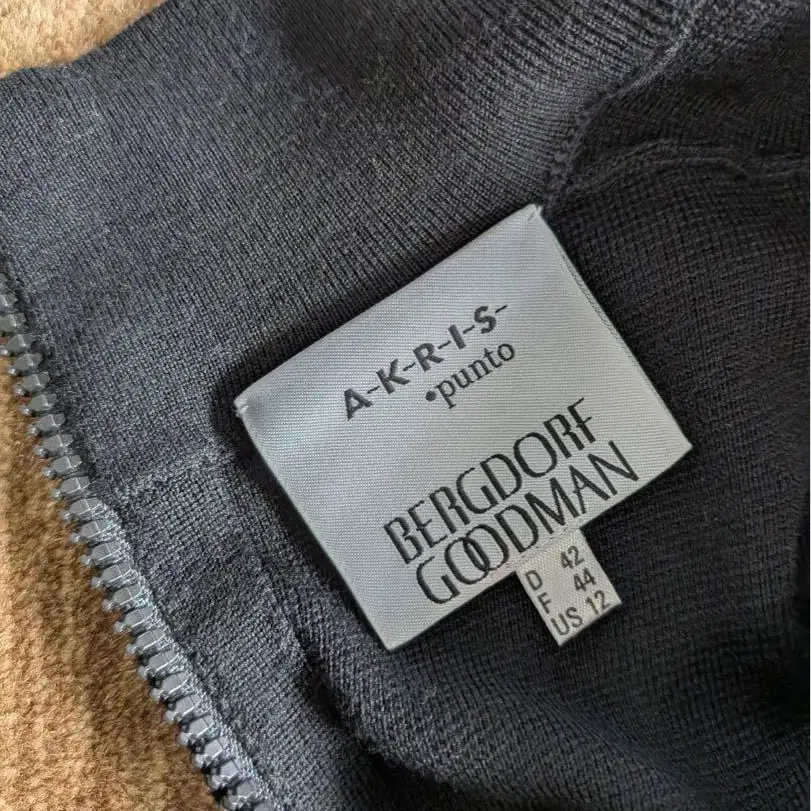 A-K-R-I-S-
•punto
BERGDORF
GOODMAN
D 42
F 44
US 12